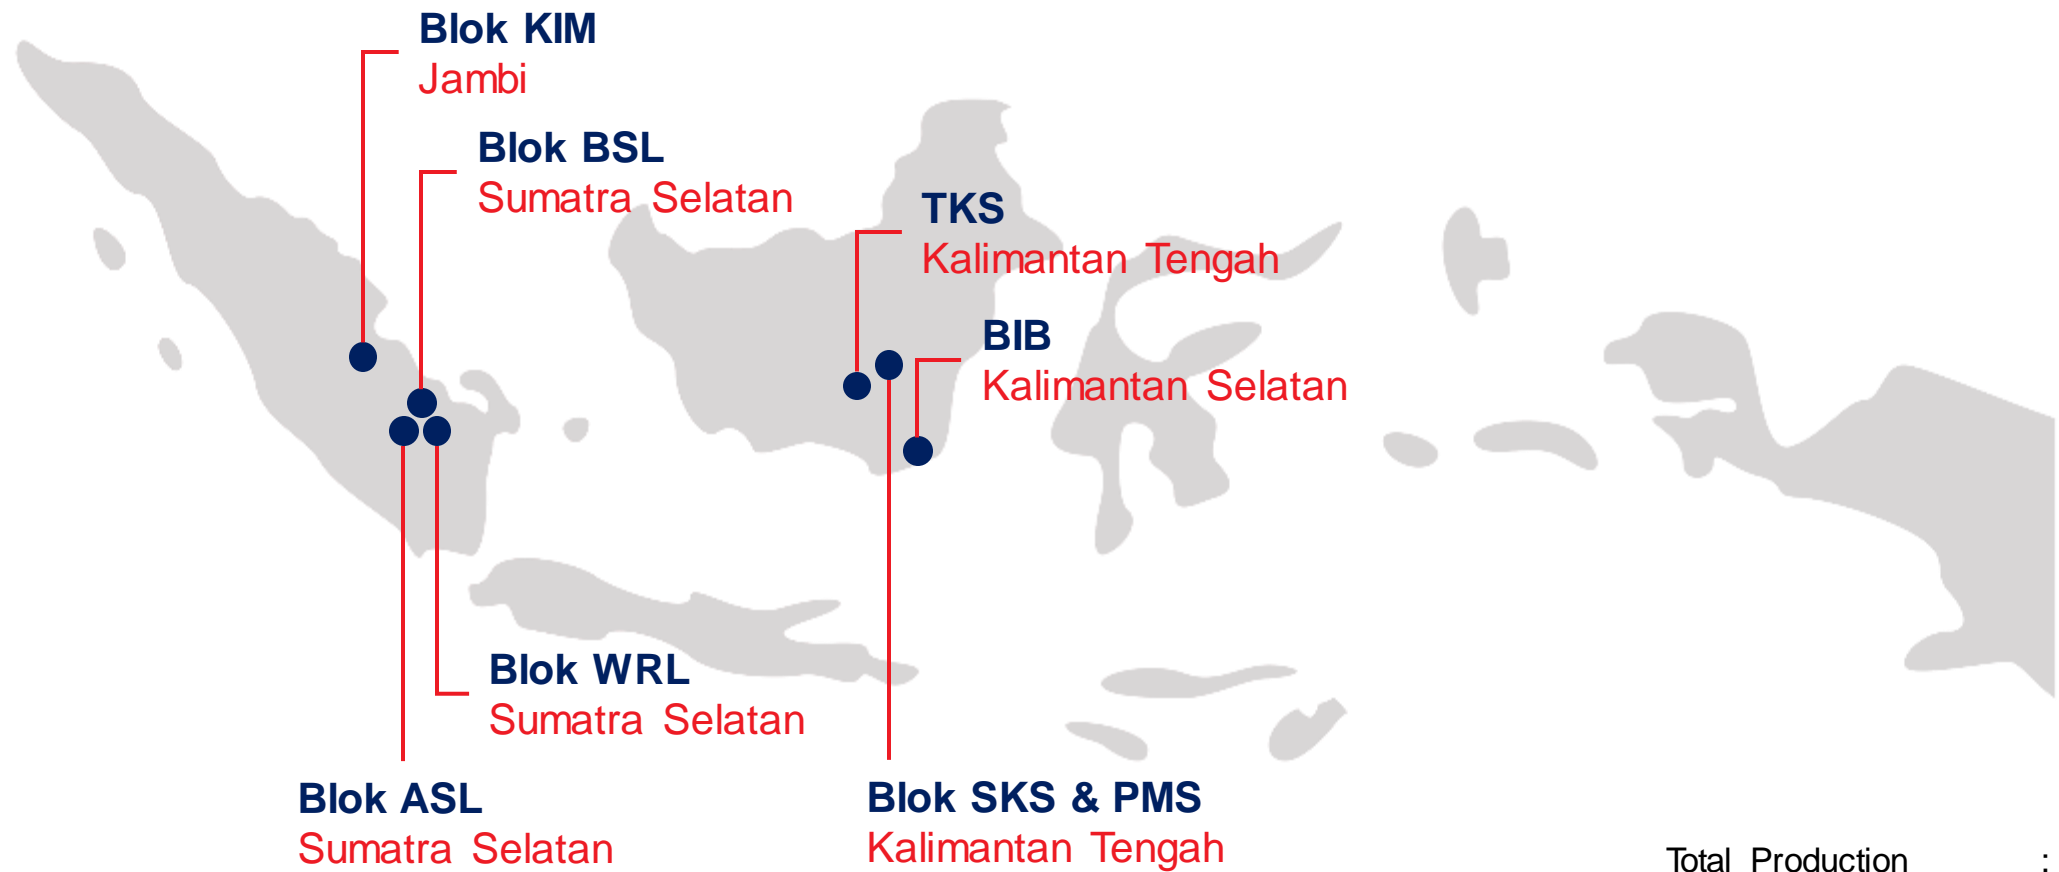 Blok KIM
Jambi
Blok BSL
Sumatra Selatan
TKS
Kalimantan Tengah
BIB
Kalimantan Selatan
Blok WRL
Sumatra Selatan
Blok ASL
Sumatra Selatan
Blok SKS & PMS
Kalimantan Tengah
Total Production :